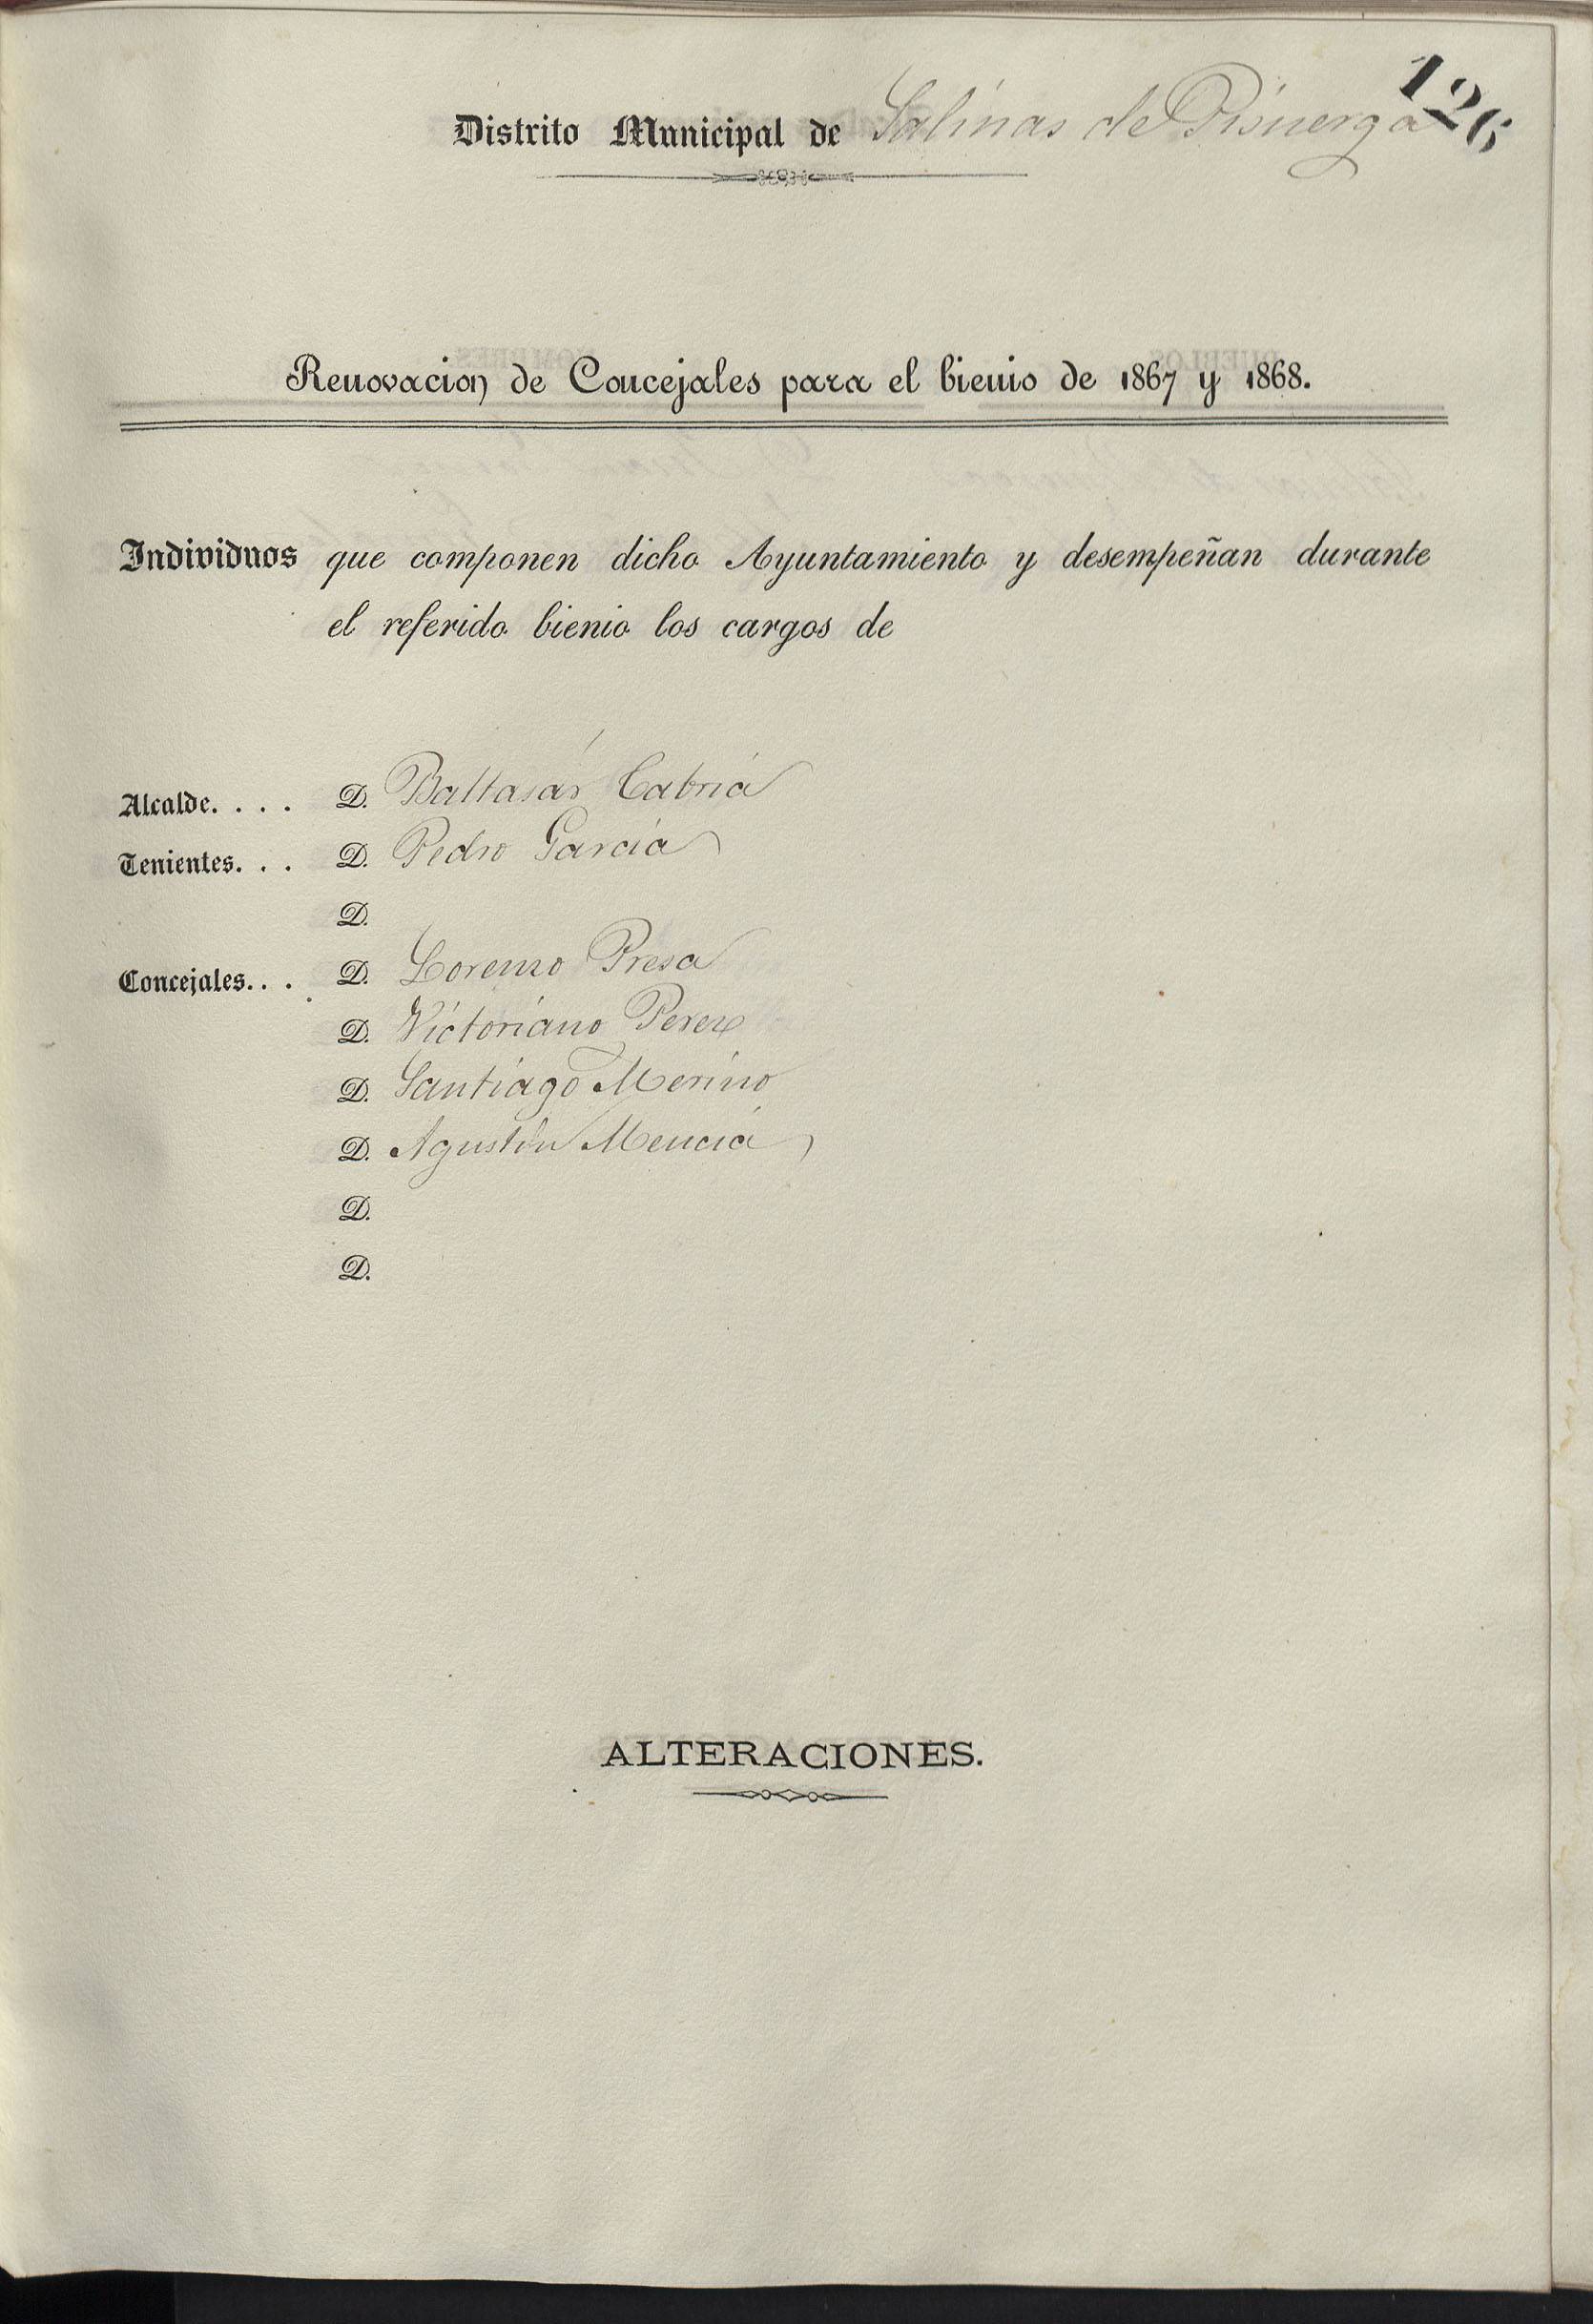 126
Distrito Municipal de Salinas de Pisuerga
Renovacion de Concejales para el bienio de 1867 y 1868.
Individuos que componen dicho Ayuntamiento y desempeñan durante
el referido bienio los cargos de
Alcalde. . . . D. Baltasár Cabria
Tenientes. . . D. Pedro Garcia
D.
Concejales. . . D. Lorenzo Presa
D. Victoriano Perez
D. Santiago Merino
D. Agustin Mencia
D.
D.
ALTERACIONES.